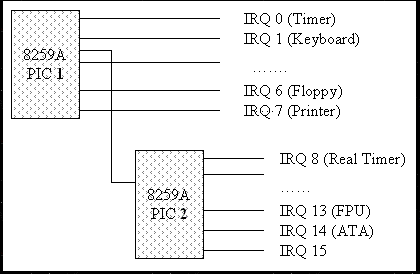 8259A
PIC 1
IRQ 0 (Timer)
IRQ 1 (Keyboard)
.......
IRQ 6 (Floppy)
IRQ 7 (Printer)
8259A
PIC 2
IRQ 8 (Real Timer)
......
IRQ 13 (FPU)
IRQ 14 (ATA)
IRQ 15